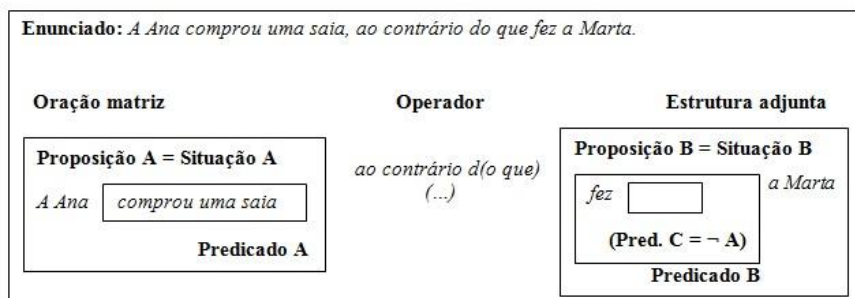 Enunciado: A Ana comprou uma saia, ao contrário do que fez a Marta.
Oração matriz
Operador
Estrutura adjunta
Proposição A = Situação A
A Ana comprou uma saia
Predicado A
ao contrário d(o que)
(...)
Proposição B = Situação B
fez a Marta
(Pred. C = ¬ A)
Predicado B